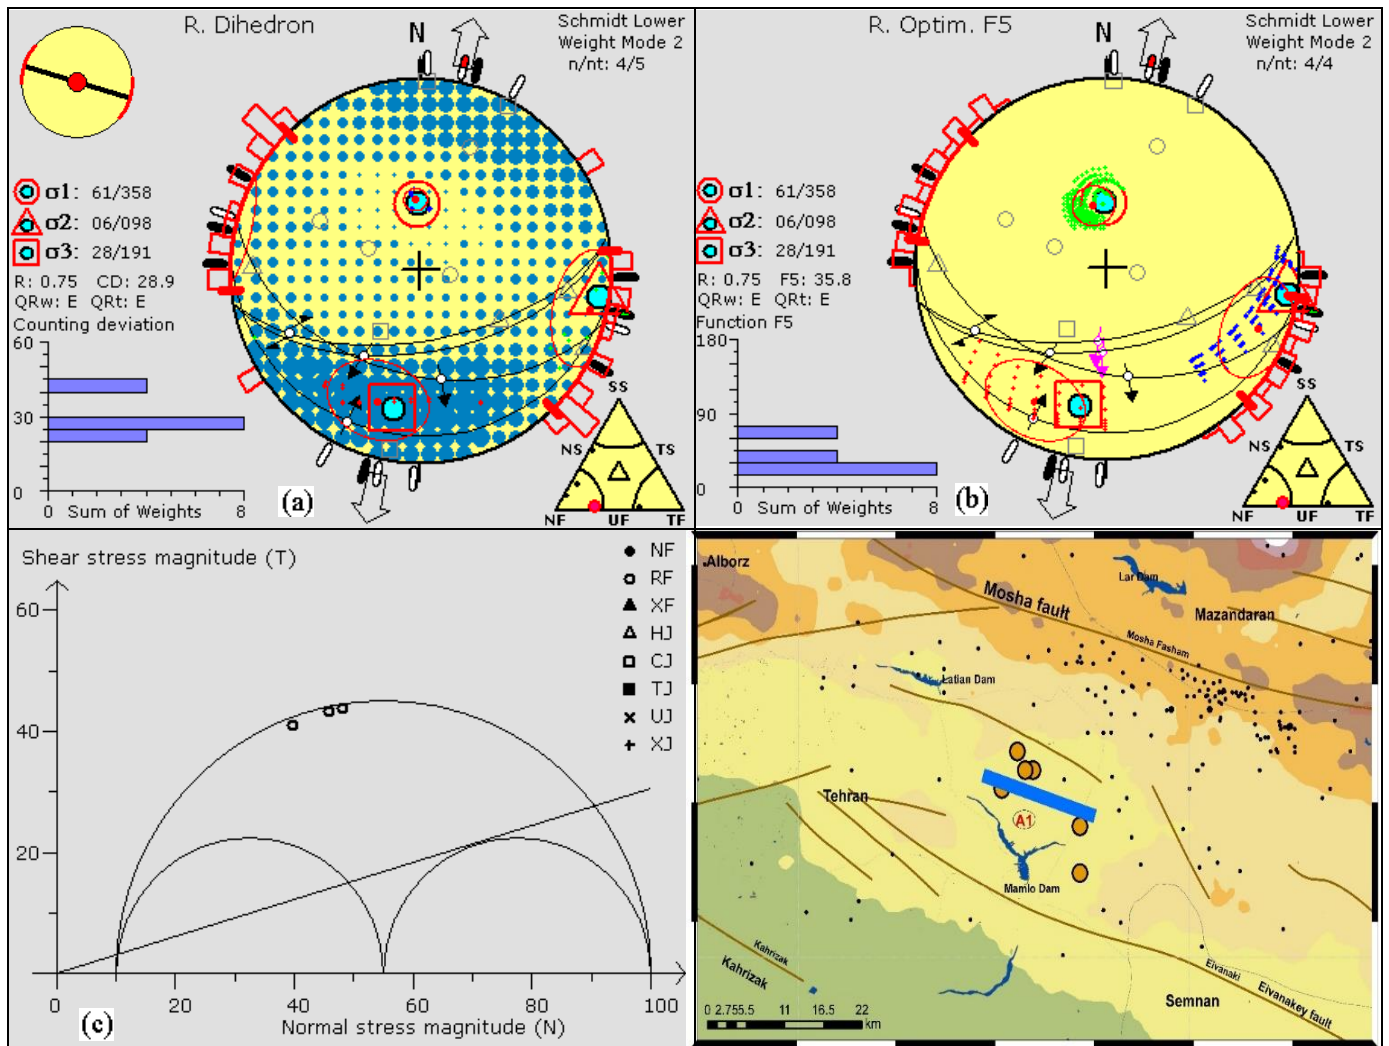 R. Dihedron
N
Schmidt Lower
Weight Mode 2
n/nt: 4/5
σ1: 61/358
σ2: 06/098
σ3: 28/191
R: 0.75 CD: 28.9
QRw: E QRt: E
Counting deviation
60
30
0
0 Sum of Weights 8
(a)
SS
NS TS
NF UF TF
R. Optim. F5
N
Schmidt Lower
Weight Mode 2
n/nt: 4/4
σ1: 61/358
σ2: 06/098
σ3: 28/191
R: 0.75 F5: 35.8
QRw: E QRt: E
Function F5
180
90
0
0 Sum of Weights 8
(b)
SS
NS TS
NF UF TF
Shear stress magnitude (T)
60
40
20
0 20 40 60 80 100
Normal stress magnitude (N)
(c)
NF
RF
XF
HJ
CJ
TJ
UJ
XJ
Alborz
Lar Dam
Mosha fault
Mazandaran
Mosha Fasham
Latian Dam
Tehran
A1
Mamlo Dam
Kahrizak
Kahrizak
Eivanaki
Eivanakey fault
Semnan
0 2.755.5 11 16.5 22
km